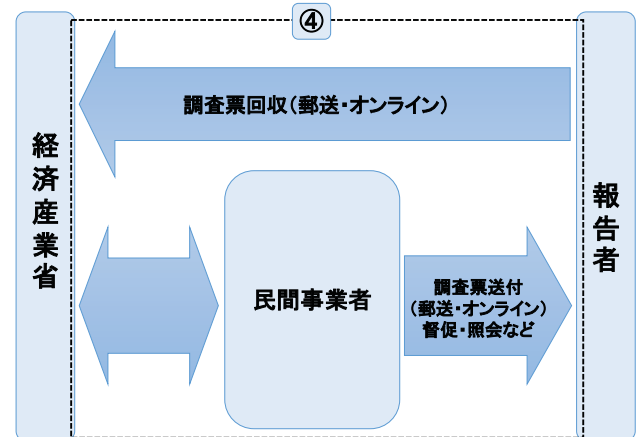 ④
経済産業省
調査票回収(郵送・オンライン)
民間事業者
調査票送付
(郵送・オンライン)
督促・照会など
報告者